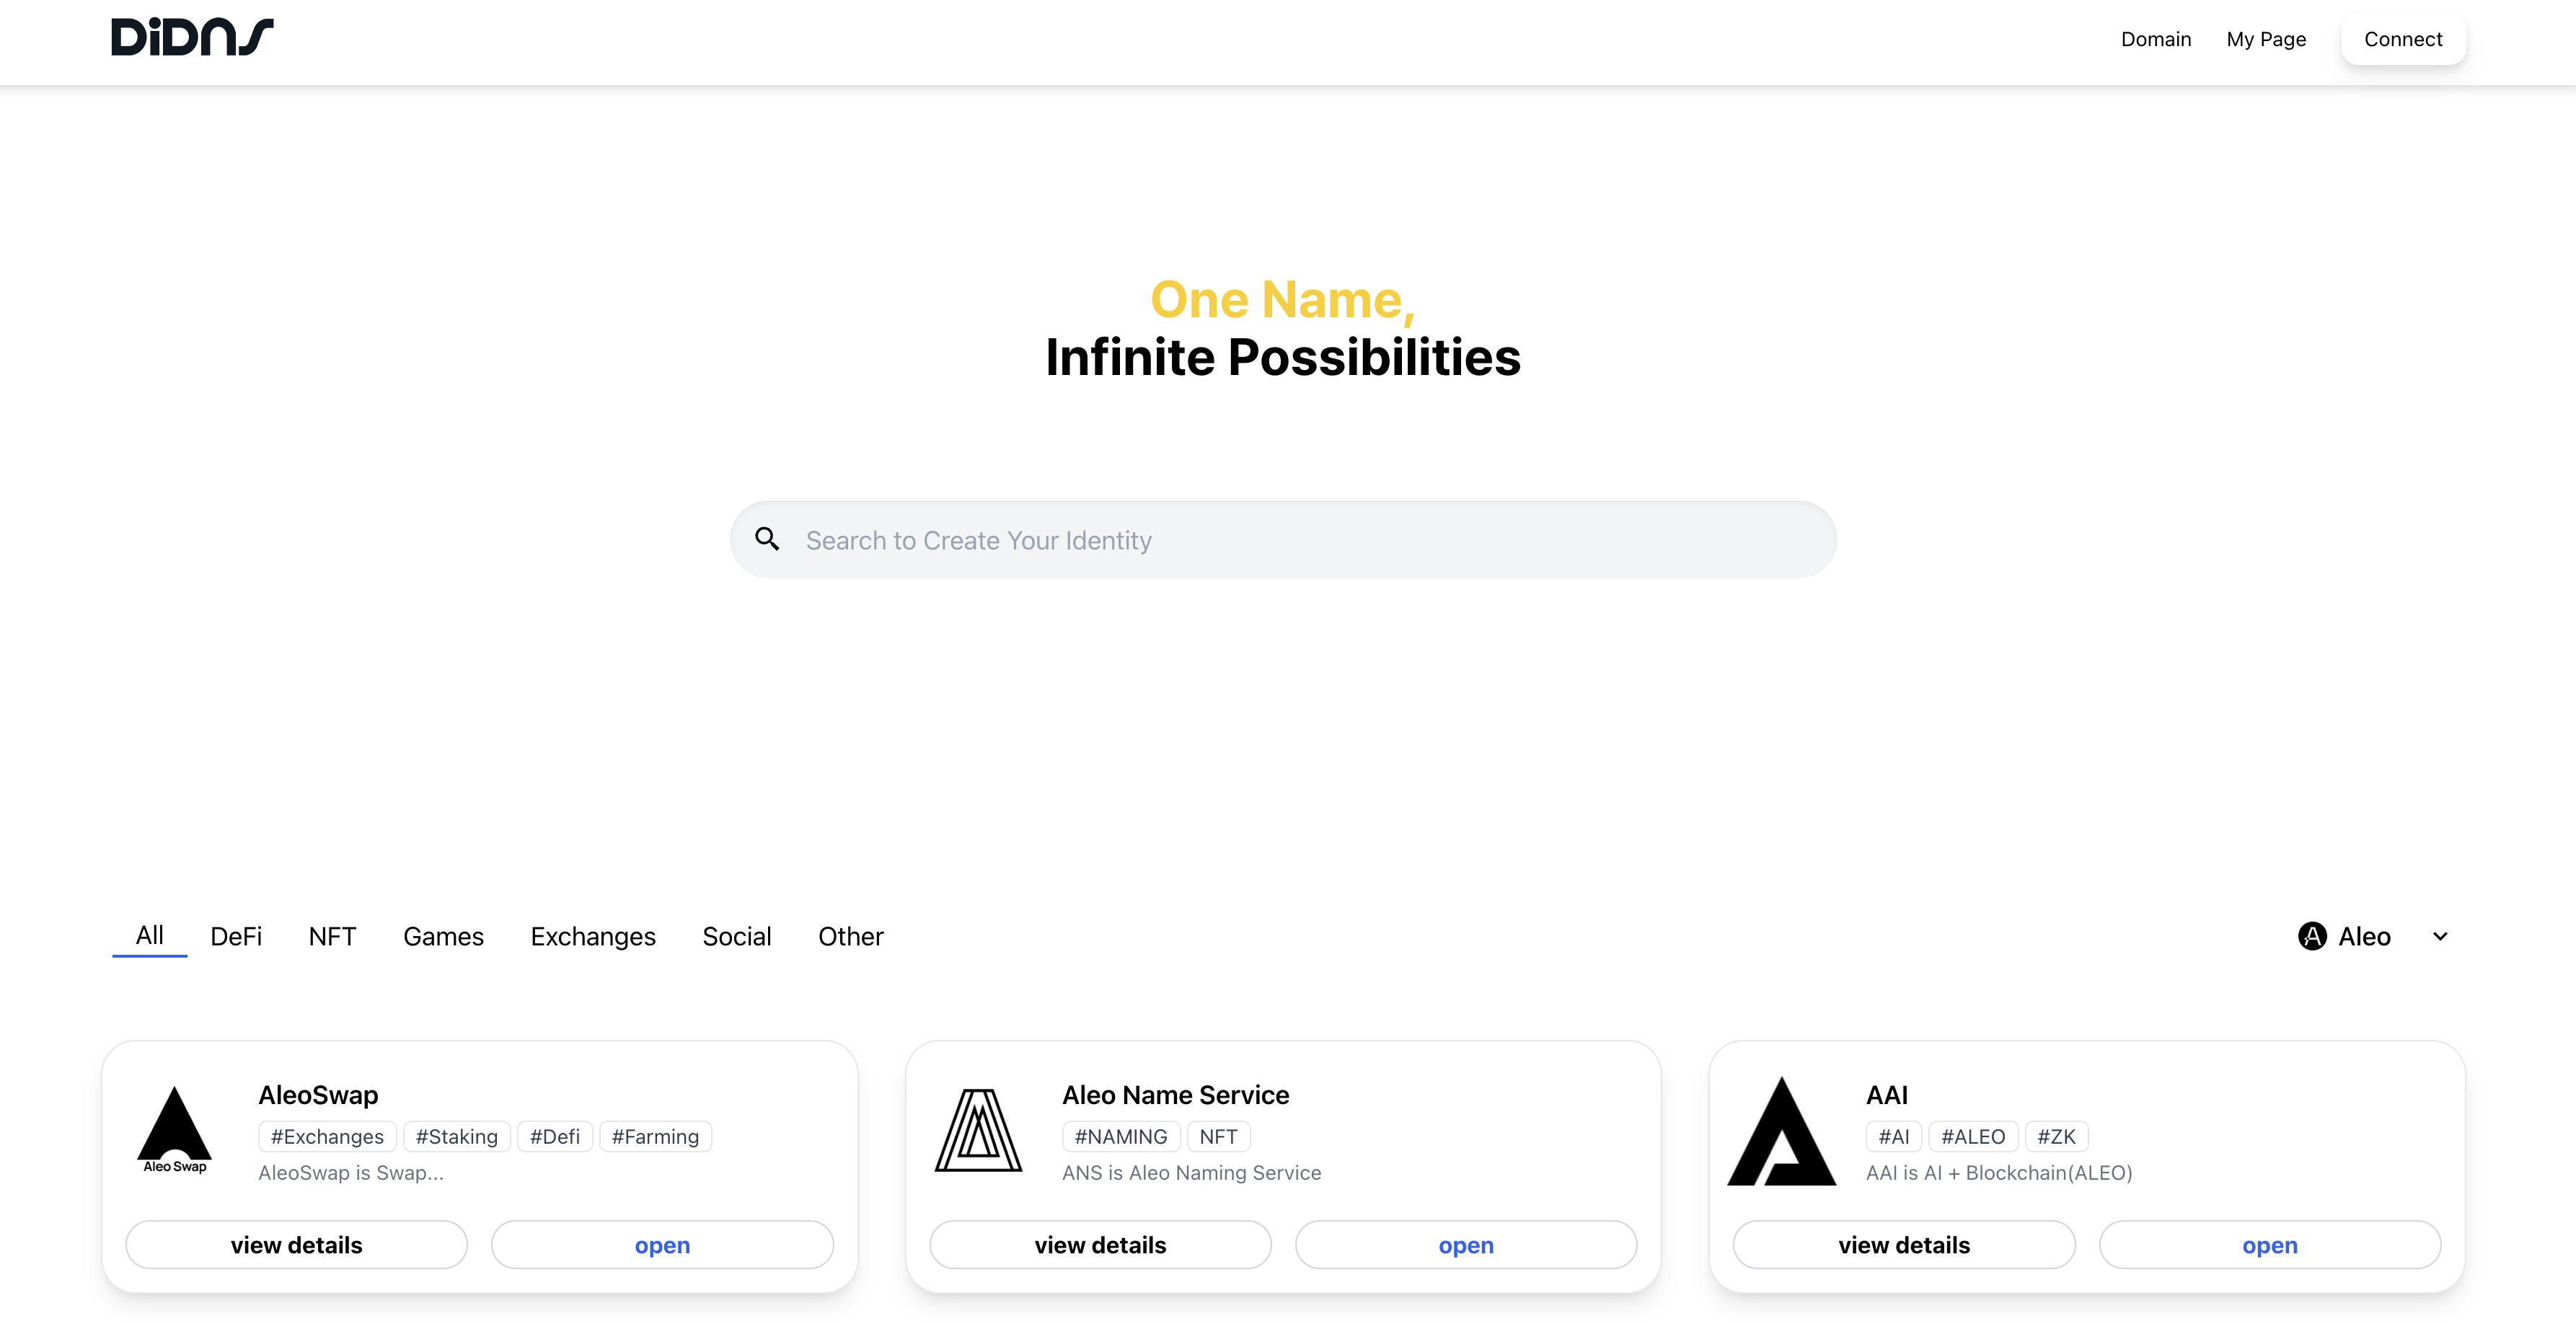 DiDNS
Domain My Page Connect
One Name,
Infinite Possibilities
Search to Create Your Identity
All DeFi NFT Games Exchanges Social Other
Aleo
AleoSwap
#Exchanges #Staking #Defi #Farming
AleoSwap is Swap...
Aleo Swap
view details open
Aleo Name Service
#NAMING NFT
ANS is Aleo Naming Service
view details open
AAI
#AI #ALEO #ZK
AAI is AI + Blockchain(ALEO)
view details open